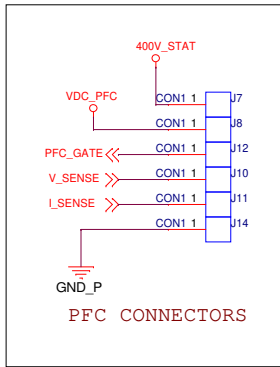 400V_STAT
CON1 1 J7
VDC_PFC
CON1 1 J8
PFC_GATE CON1 1 J12
V_SENSE CON1 1 J10
I_SENSE CON1 1 J11
CON1 1 J14
GND_P
PFC CONNECTORS